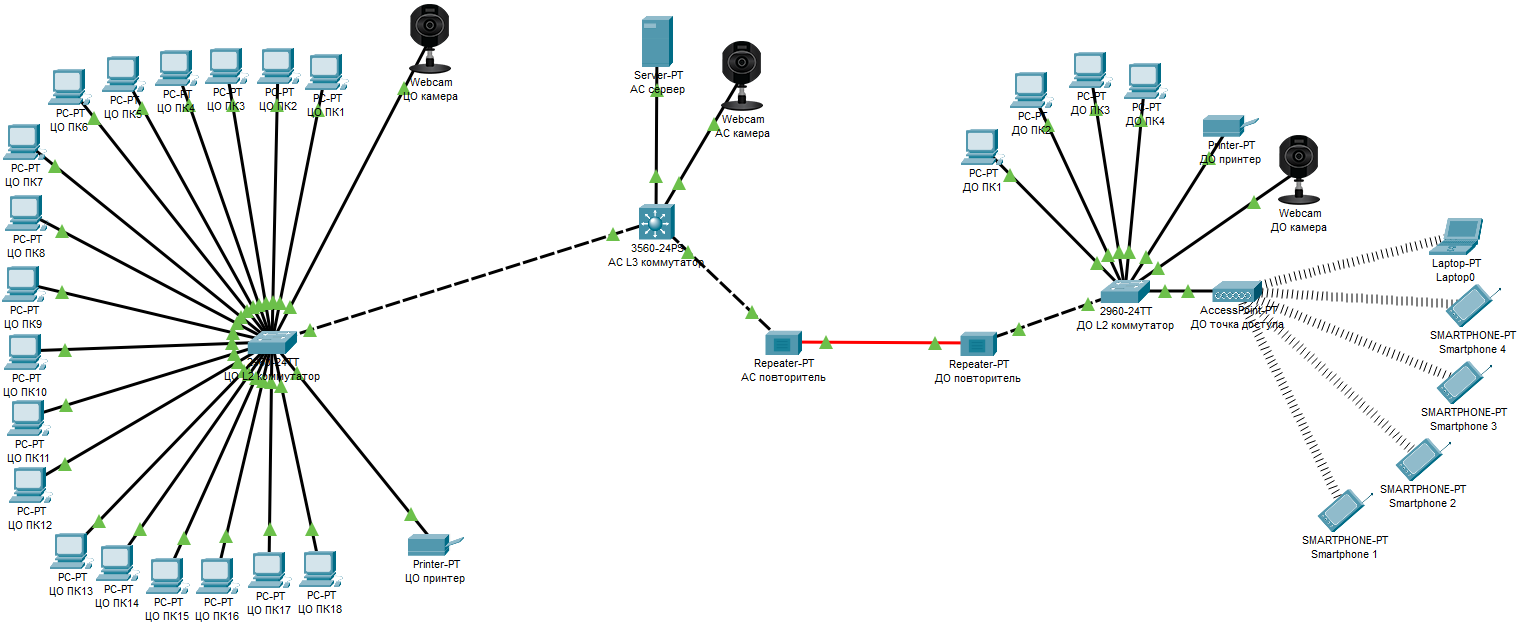 Webcam
ЦО камера
PC-PT
ЦО ПК6
PC-PT
ЦО ПК5
PC-PT
ЦО ПК4
PC-PT
ЦО ПК3
PC-PT
ЦО ПК2
PC-PT
ЦО ПК1
PC-PT
ЦО ПК7
PC-PT
ЦО ПК8
PC-PT
ЦО ПК9
PC-PT
ЦО ПК10
PC-PT
ЦО ПК11
PC-PT
ЦО ПК12
PC-PT
ЦО ПК13
PC-PT
ЦО ПК14
PC-PT
ЦО ПК15
PC-PT
ЦО ПК16
PC-PT
ЦО ПК17
PC-PT
ЦО ПК18
2960-24TT
ЦО L2 коммутатор
Printer-PT
ЦО принтер
Server-PT
АС сервер
Webcam
АС камера
3560-24PS
АС L3 коммутатор
Repeater-PT
АС повторитель
Repeater-PT
ДО повторитель
PC-PT
ДО ПК1
PC-PT
ДО ПК2
PC-PT
ДО ПК3
PC-PT
ДО ПК4
Printer-PT
ДО принтер
Webcam
ДО камера
2960-24TT
ДО L2 коммутатор
AccessPoint-PT
ДО точка доступа
Laptop-PT
Laptop0
SMARTPHONE-PT
Smartphone 4
SMARTPHONE-PT
Smartphone 3
SMARTPHONE-PT
Smartphone 2
SMARTPHONE-PT
Smartphone 1